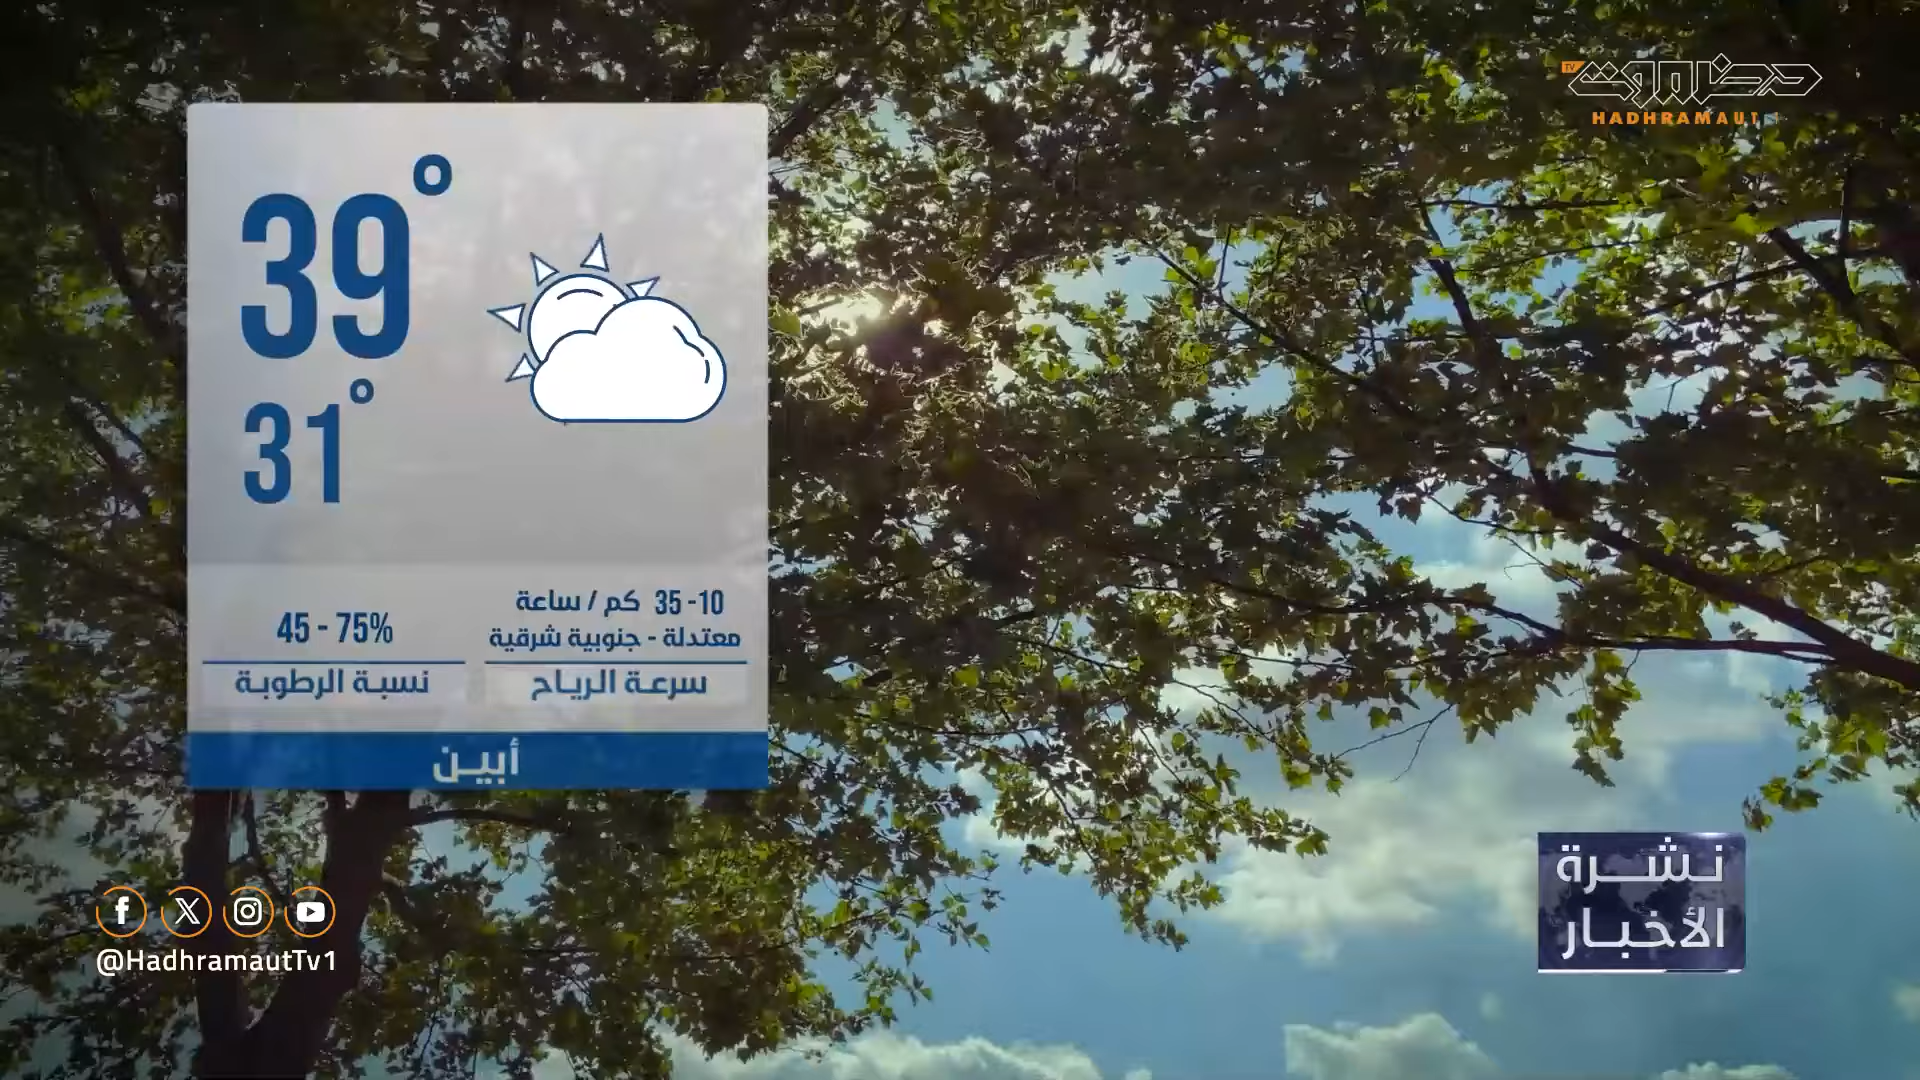 حضرموت
TV
HADHRAMAUT
39°
31°
35 -10 كم / ساعة
معتدلة - جنوبية شرقية
سرعة الرياح
45 - 75%
نسبة الرطوبة
أبين
نشرة
الأخبار
@HadhramautTv1